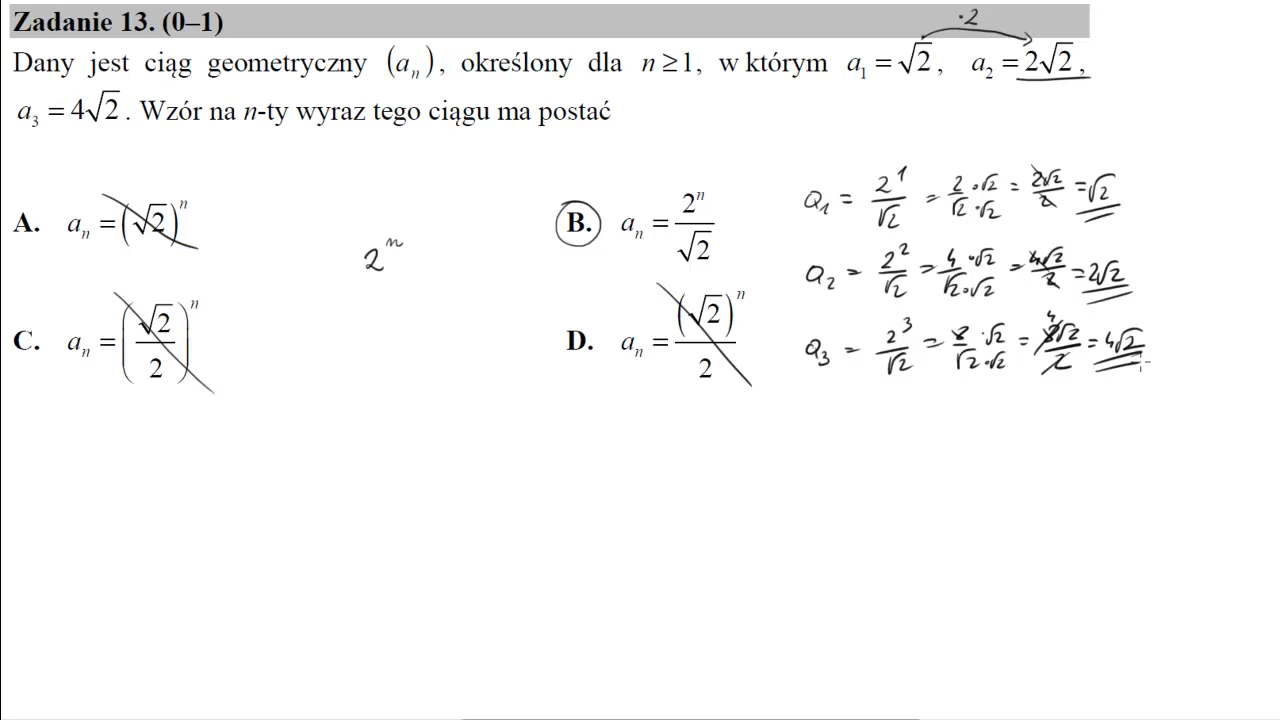 Zadanie 13. (0–1)
·2
Dany jest ciąg geometryczny (aₙ), określony dla n ≥ 1, w którym a₁ = √2, a₂ = 2√2,
a₃ = 4√2. Wzór na n-ty wyraz tego ciągu ma postać
A. aₙ = (√2)ⁿ
B. aₙ = 2ⁿ/√2
C. aₙ = (√2/2)ⁿ
D. aₙ = (√2)ⁿ/2
2ⁿ
a₁ = 2¹/√2 = 2·√2/√2·√2 = 2√2/2 = √2
a₂ = 2²/√2 = 4·√2/√2·√2 = 4√2/2 = 2√2
a₃ = 2³/√2 = 8·√2/√2·√2 = 8√2/2 = 4√2